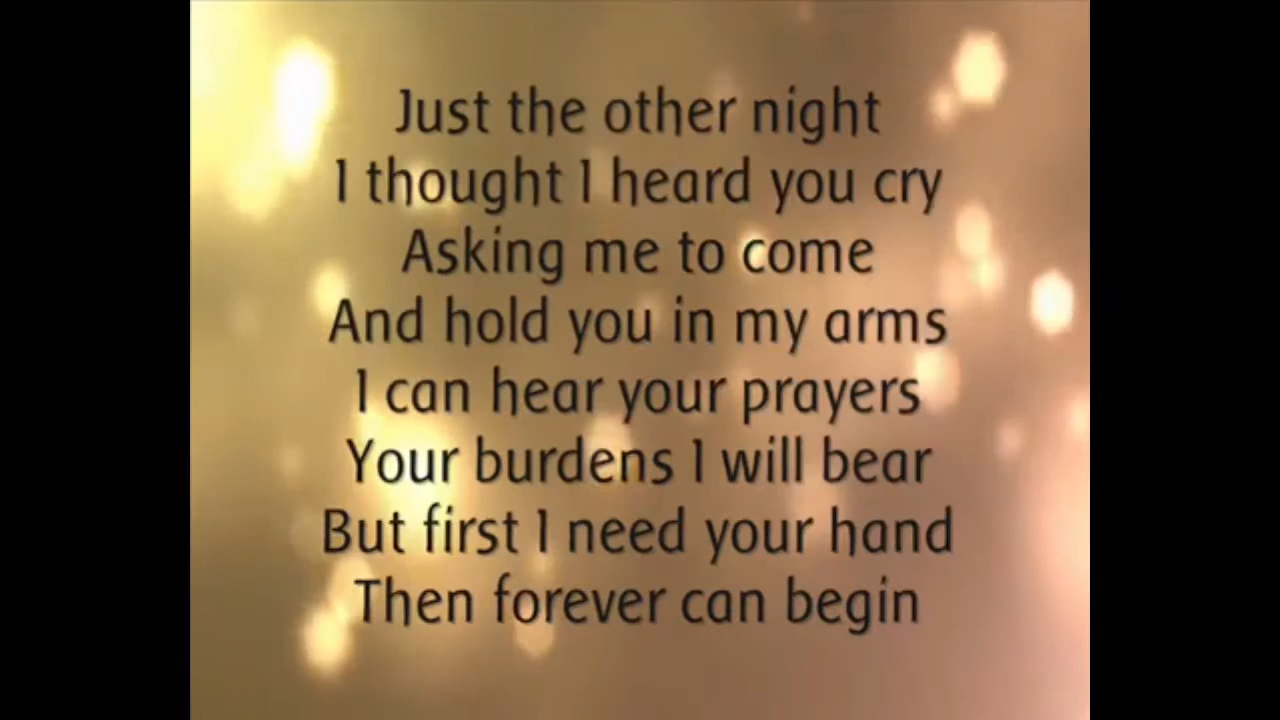 Just the other night
I thought I heard you cry
Asking me to come
And hold you in my arms
I can hear your prayers
Your burdens I will bear
But first I need your hand
Then forever can begin